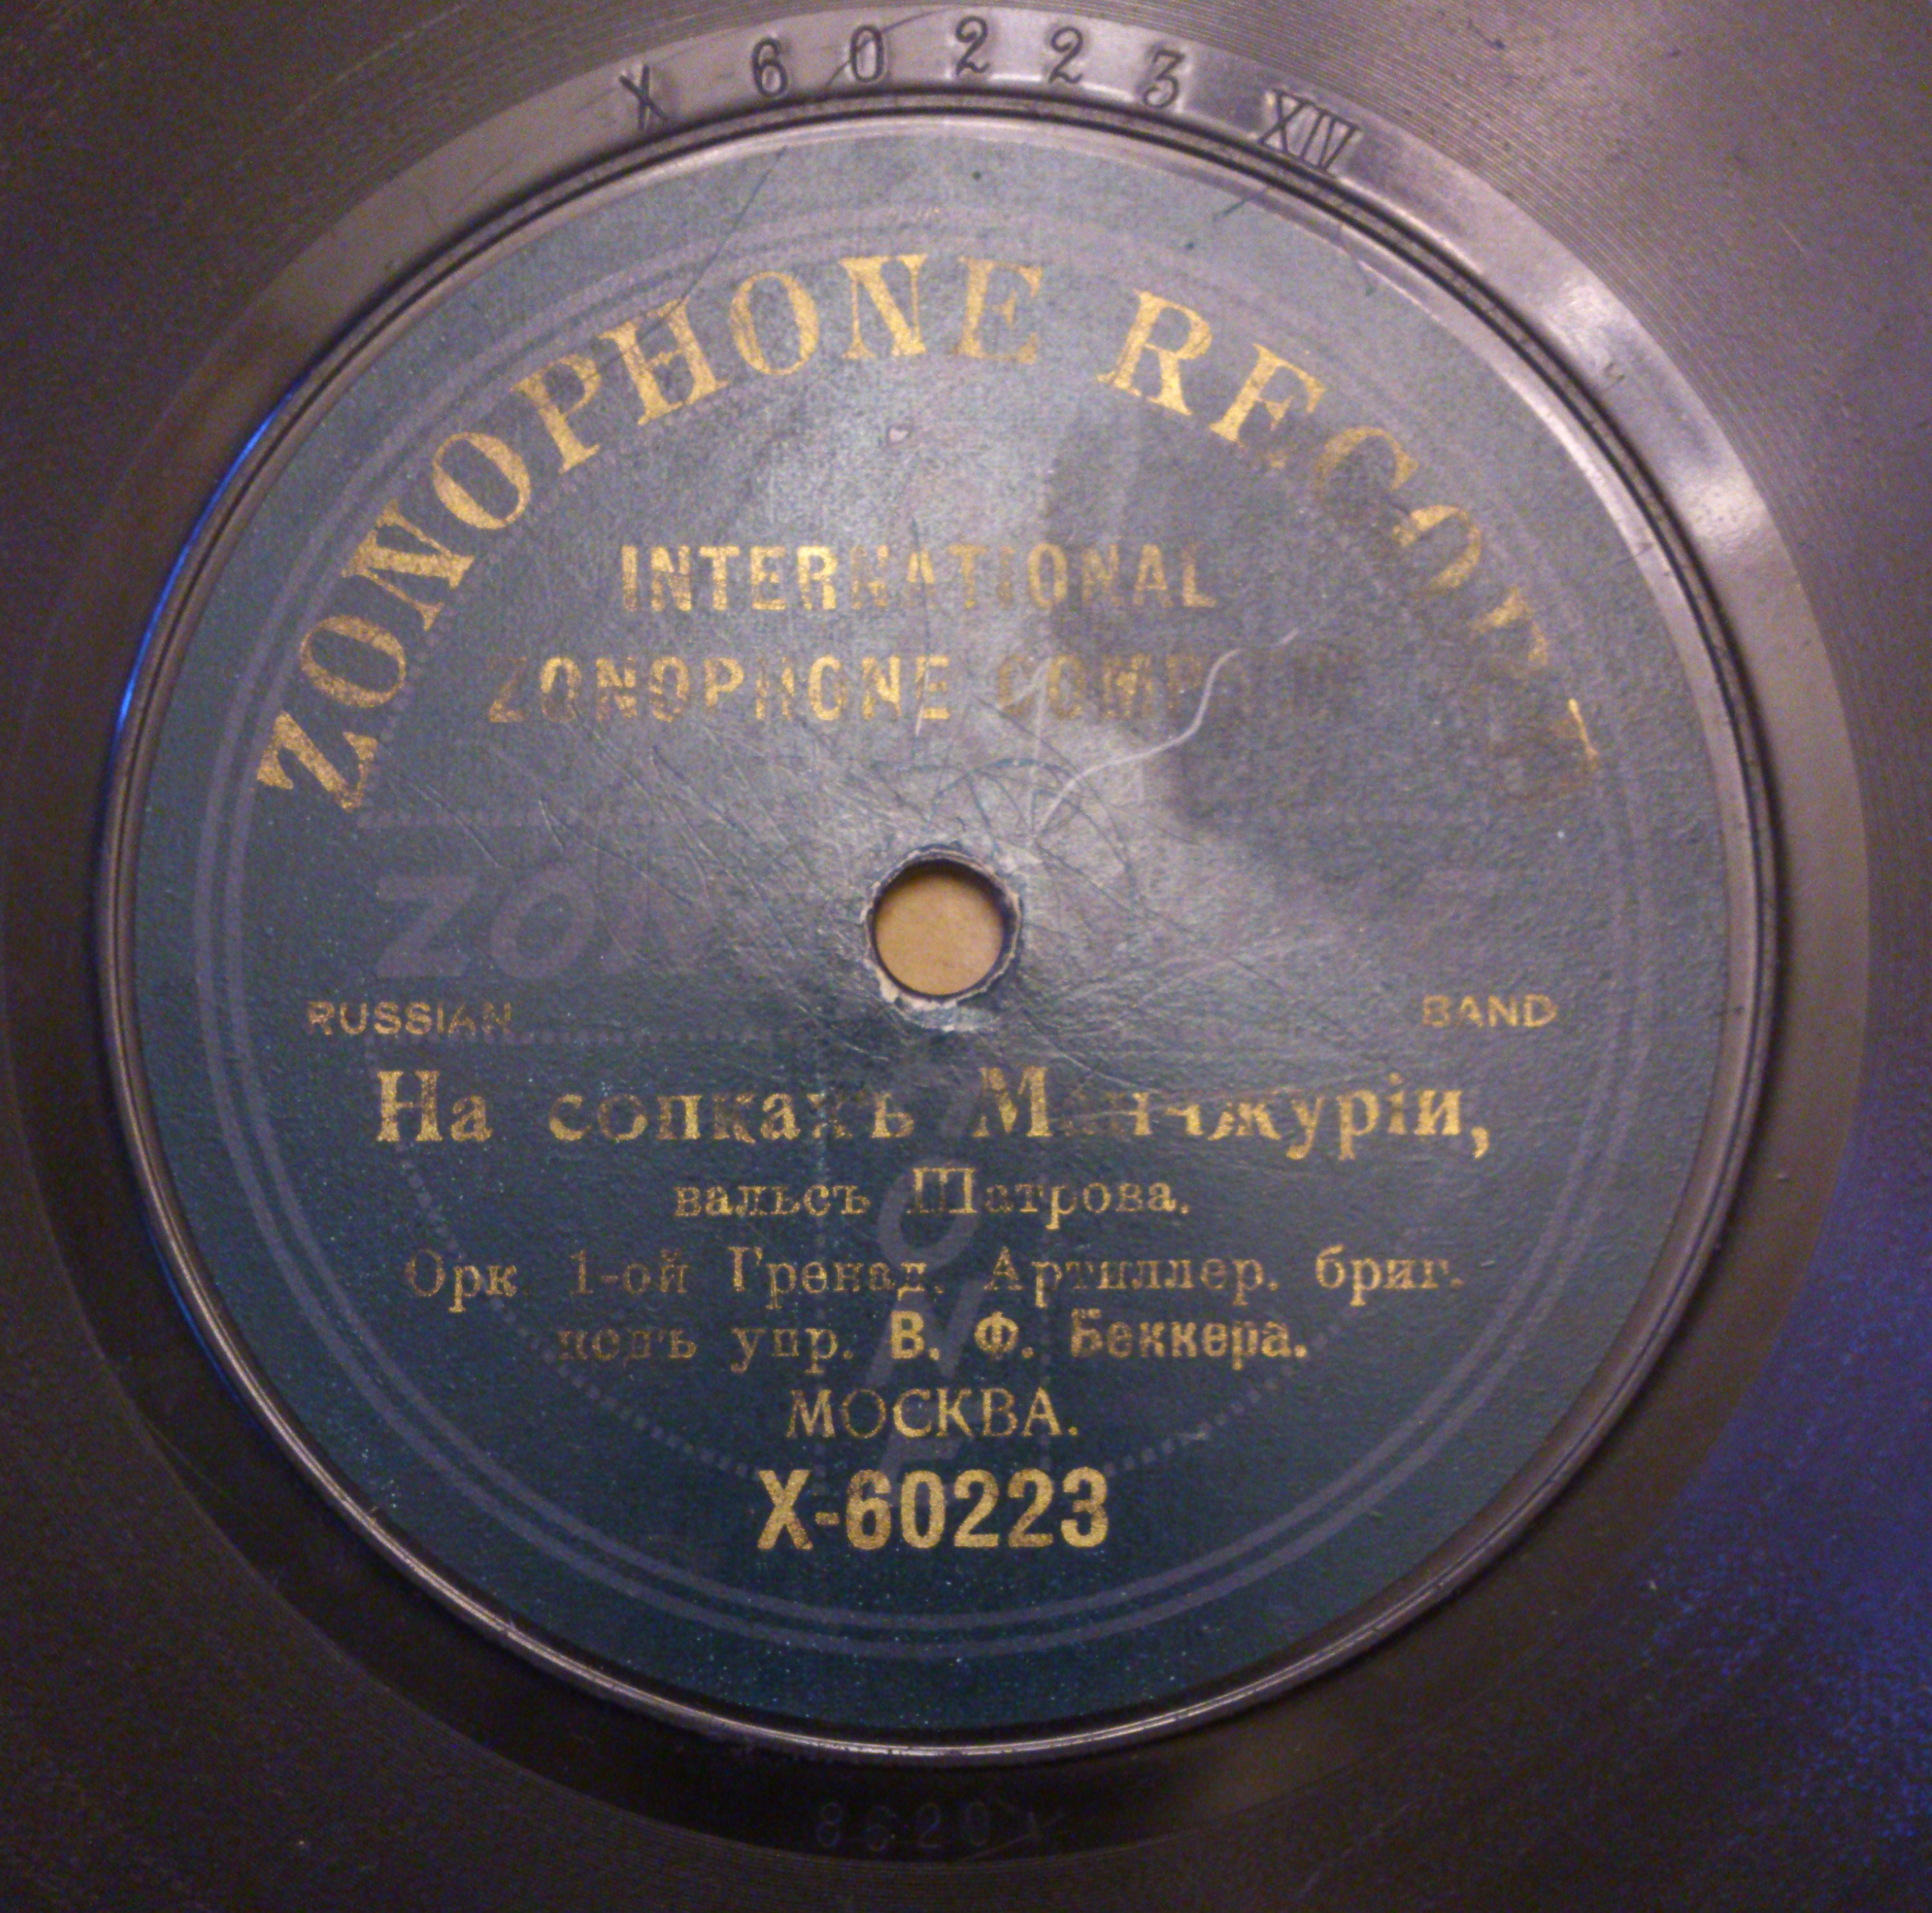 X 60223 XIV
ZONOPHONE RECORD
INTERNATIONAL
ZONOPHONE COMPANY
RUSSIAN BAND
На сопкахъ Манчжуріи,
вальсъ Шатрова.
Орк. 1-ой Гренад. Артиллер. бриг.
подъ упр. В. Ф. Беккера.
МОСКВА.
X-60223